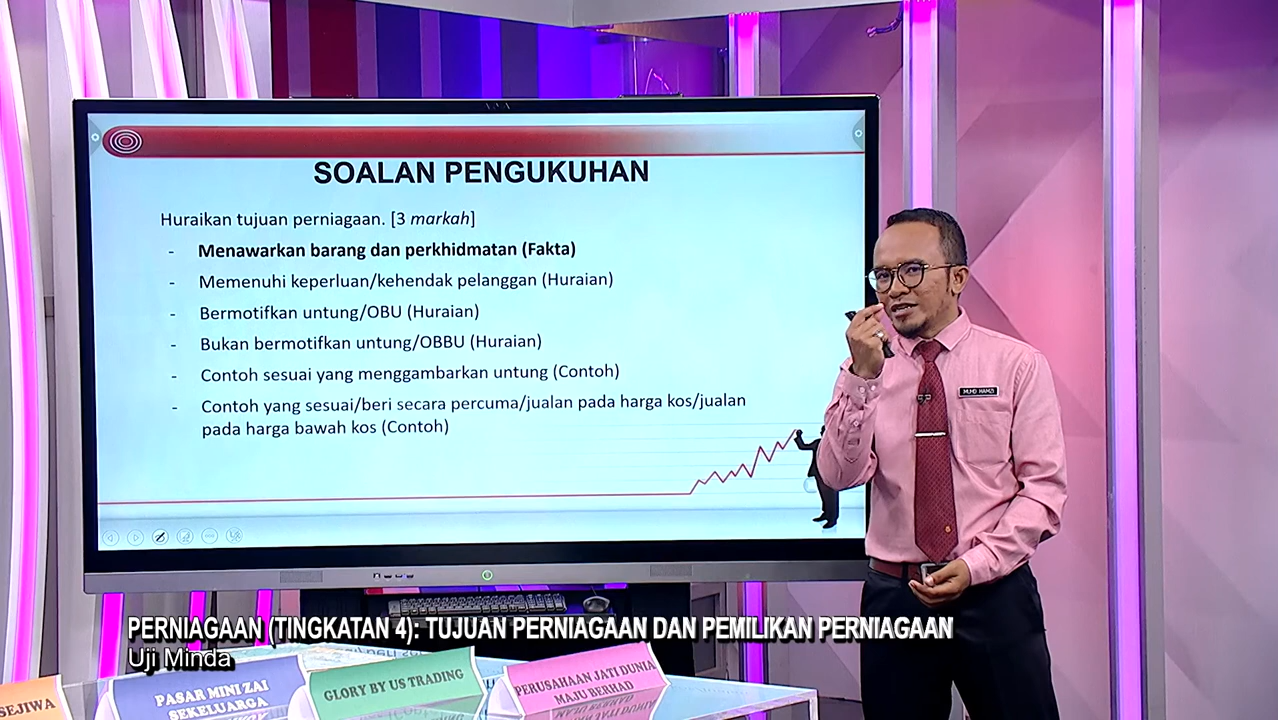 SOALAN PENGUKUHAN
Huraikan tujuan perniagaan. [3 markah]
- Menawarkan barang dan perkhidmatan (Fakta)
- Memenuhi keperluan/kehendak pelanggan (Huraian)
- Bermotifkan untung/OBU (Huraian)
- Bukan bermotifkan untung/OBBU (Huraian)
- Contoh sesuai yang menggambarkan untung (Contoh)
- Contoh yang sesuai/beri secara percuma/jualan pada harga kos/jualan
pada harga bawah kos (Contoh)
MUHD HAMZI
PERNIAGAAN (TINGKATAN 4): TUJUAN PERNIAGAAN DAN PEMILIKAN PERNIAGAAN
Uji Minda
SEJIWA
PASAR MINI ZAI
SEKELUARGA
GLORY BY US TRADING
PERUSAHAAN JATI DUNIA
MAJU BERHAD